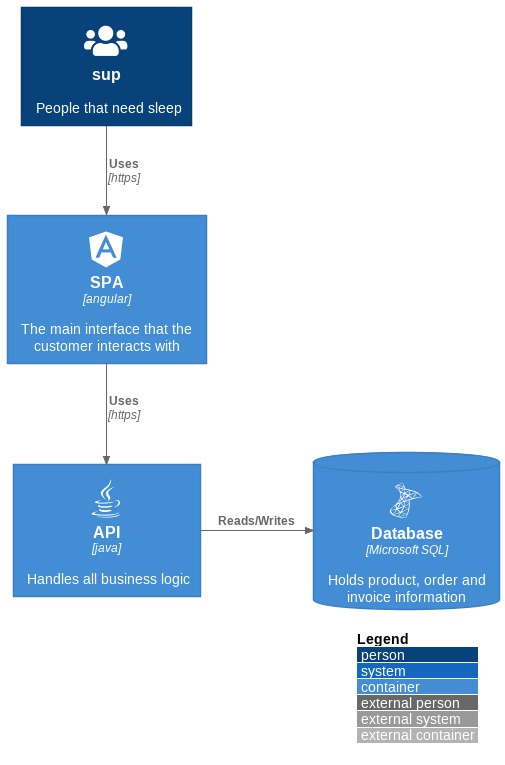 sup
People that need sleep
Uses
[https]
SPA
[angular]
The main interface that the
customer interacts with
Uses
[https]
API
[java]
Handles all business logic
Reads/Writes
Database
[Microsoft SQL]
Holds product, order and
invoice information
Legend
person
system
container
external person
external system
external container